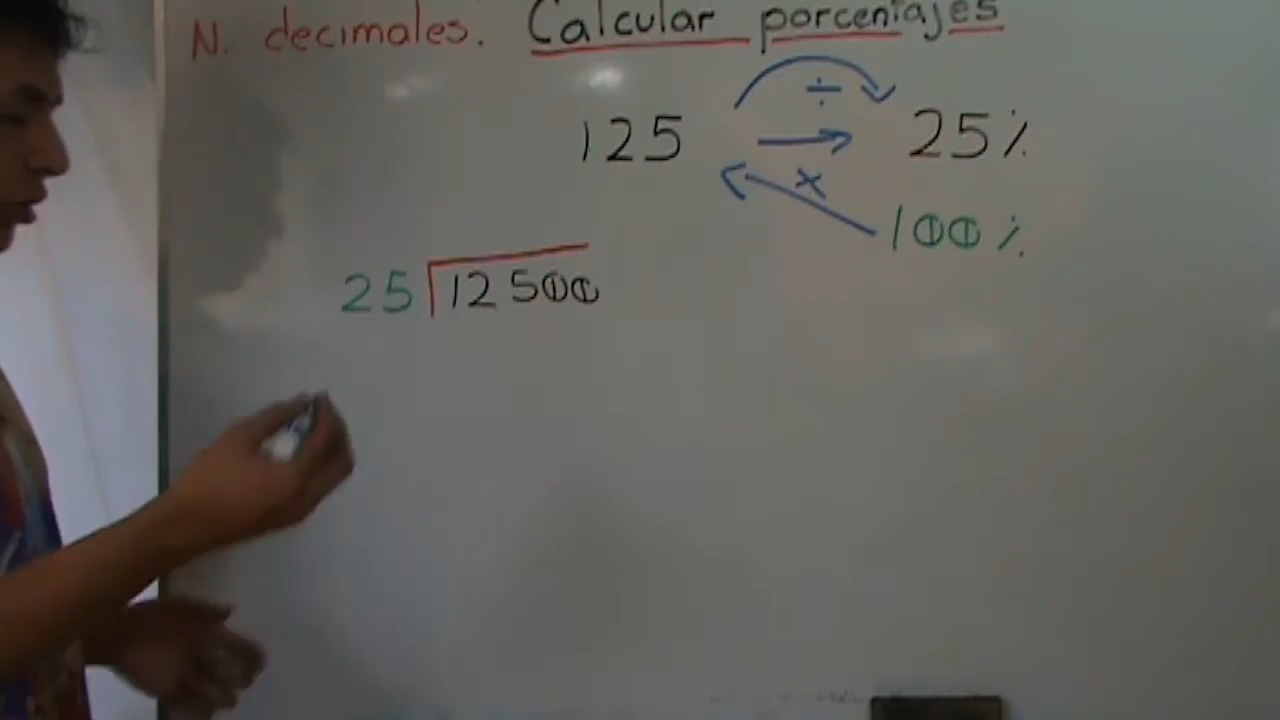 N. decimales. Calcular porcentajes
÷
125 → 25%
x
100%
25 12500